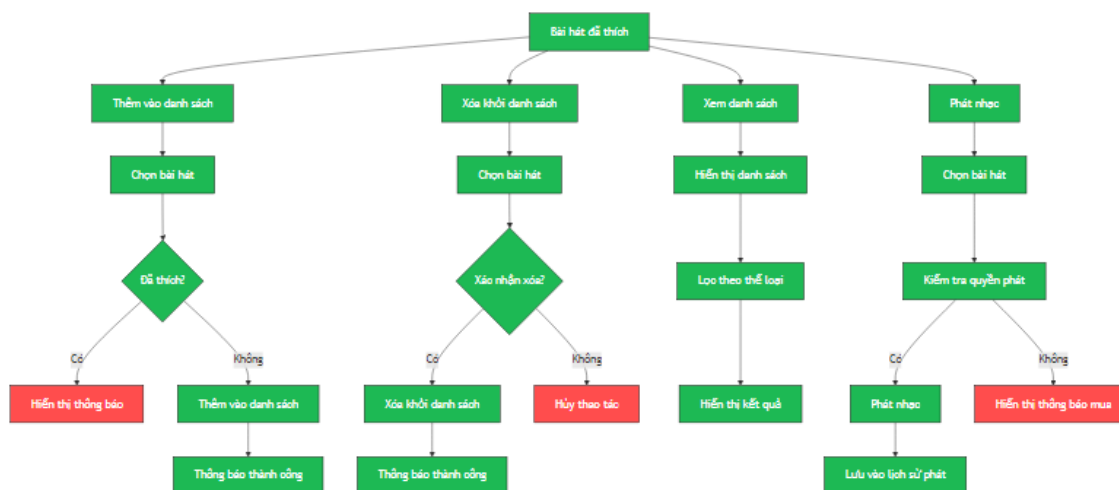 Bài hát đã thích
Thêm vào danh sách
Xóa khỏi danh sách
Xem danh sách
Phát nhạc
Chọn bài hát
Chọn bài hát
Hiển thị danh sách
Chọn bài hát
Đã thích?
Xác nhận xóa?
Lọc theo thể loại
Kiểm tra quyền phát
Có
Không
Có
Không
Có
Không
Hiển thị thông báo
Thêm vào danh sách
Xóa khỏi danh sách
Hủy thao tác
Hiển thị kết quả
Phát nhạc
Hiển thị thông báo mua
Thông báo thành công
Thông báo thành công
Lưu vào lịch sử phát